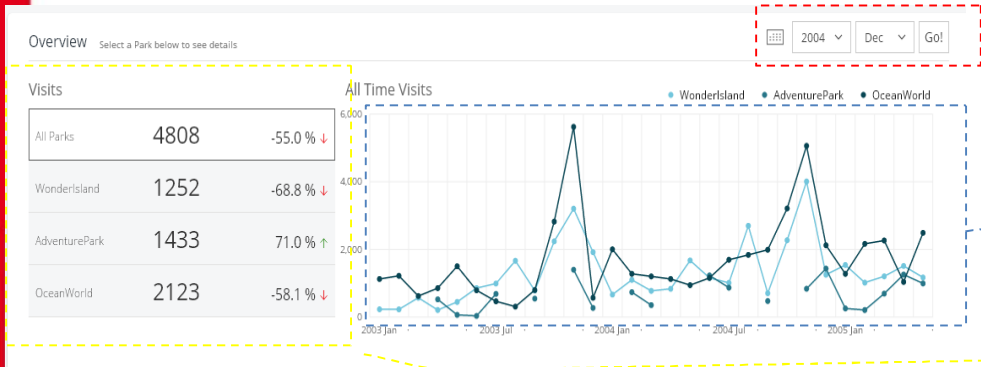 Overview Select a Park below to see details
2004 Dec Go!
Visits
All Parks 4808 -55.0 % ↓
Wonderlsland 1252 -68.8 % ↓
AdventurePark 1433 71.0 % ↑
OceanWorld 2123 -58.1 % ↓
All Time Visits
Wonderlsland AdventurePark OceanWorld
6,000
4,000
2,000
0
2003 Jan 2003 Jul 2004 Jan 2004 Jul 2005 Jan